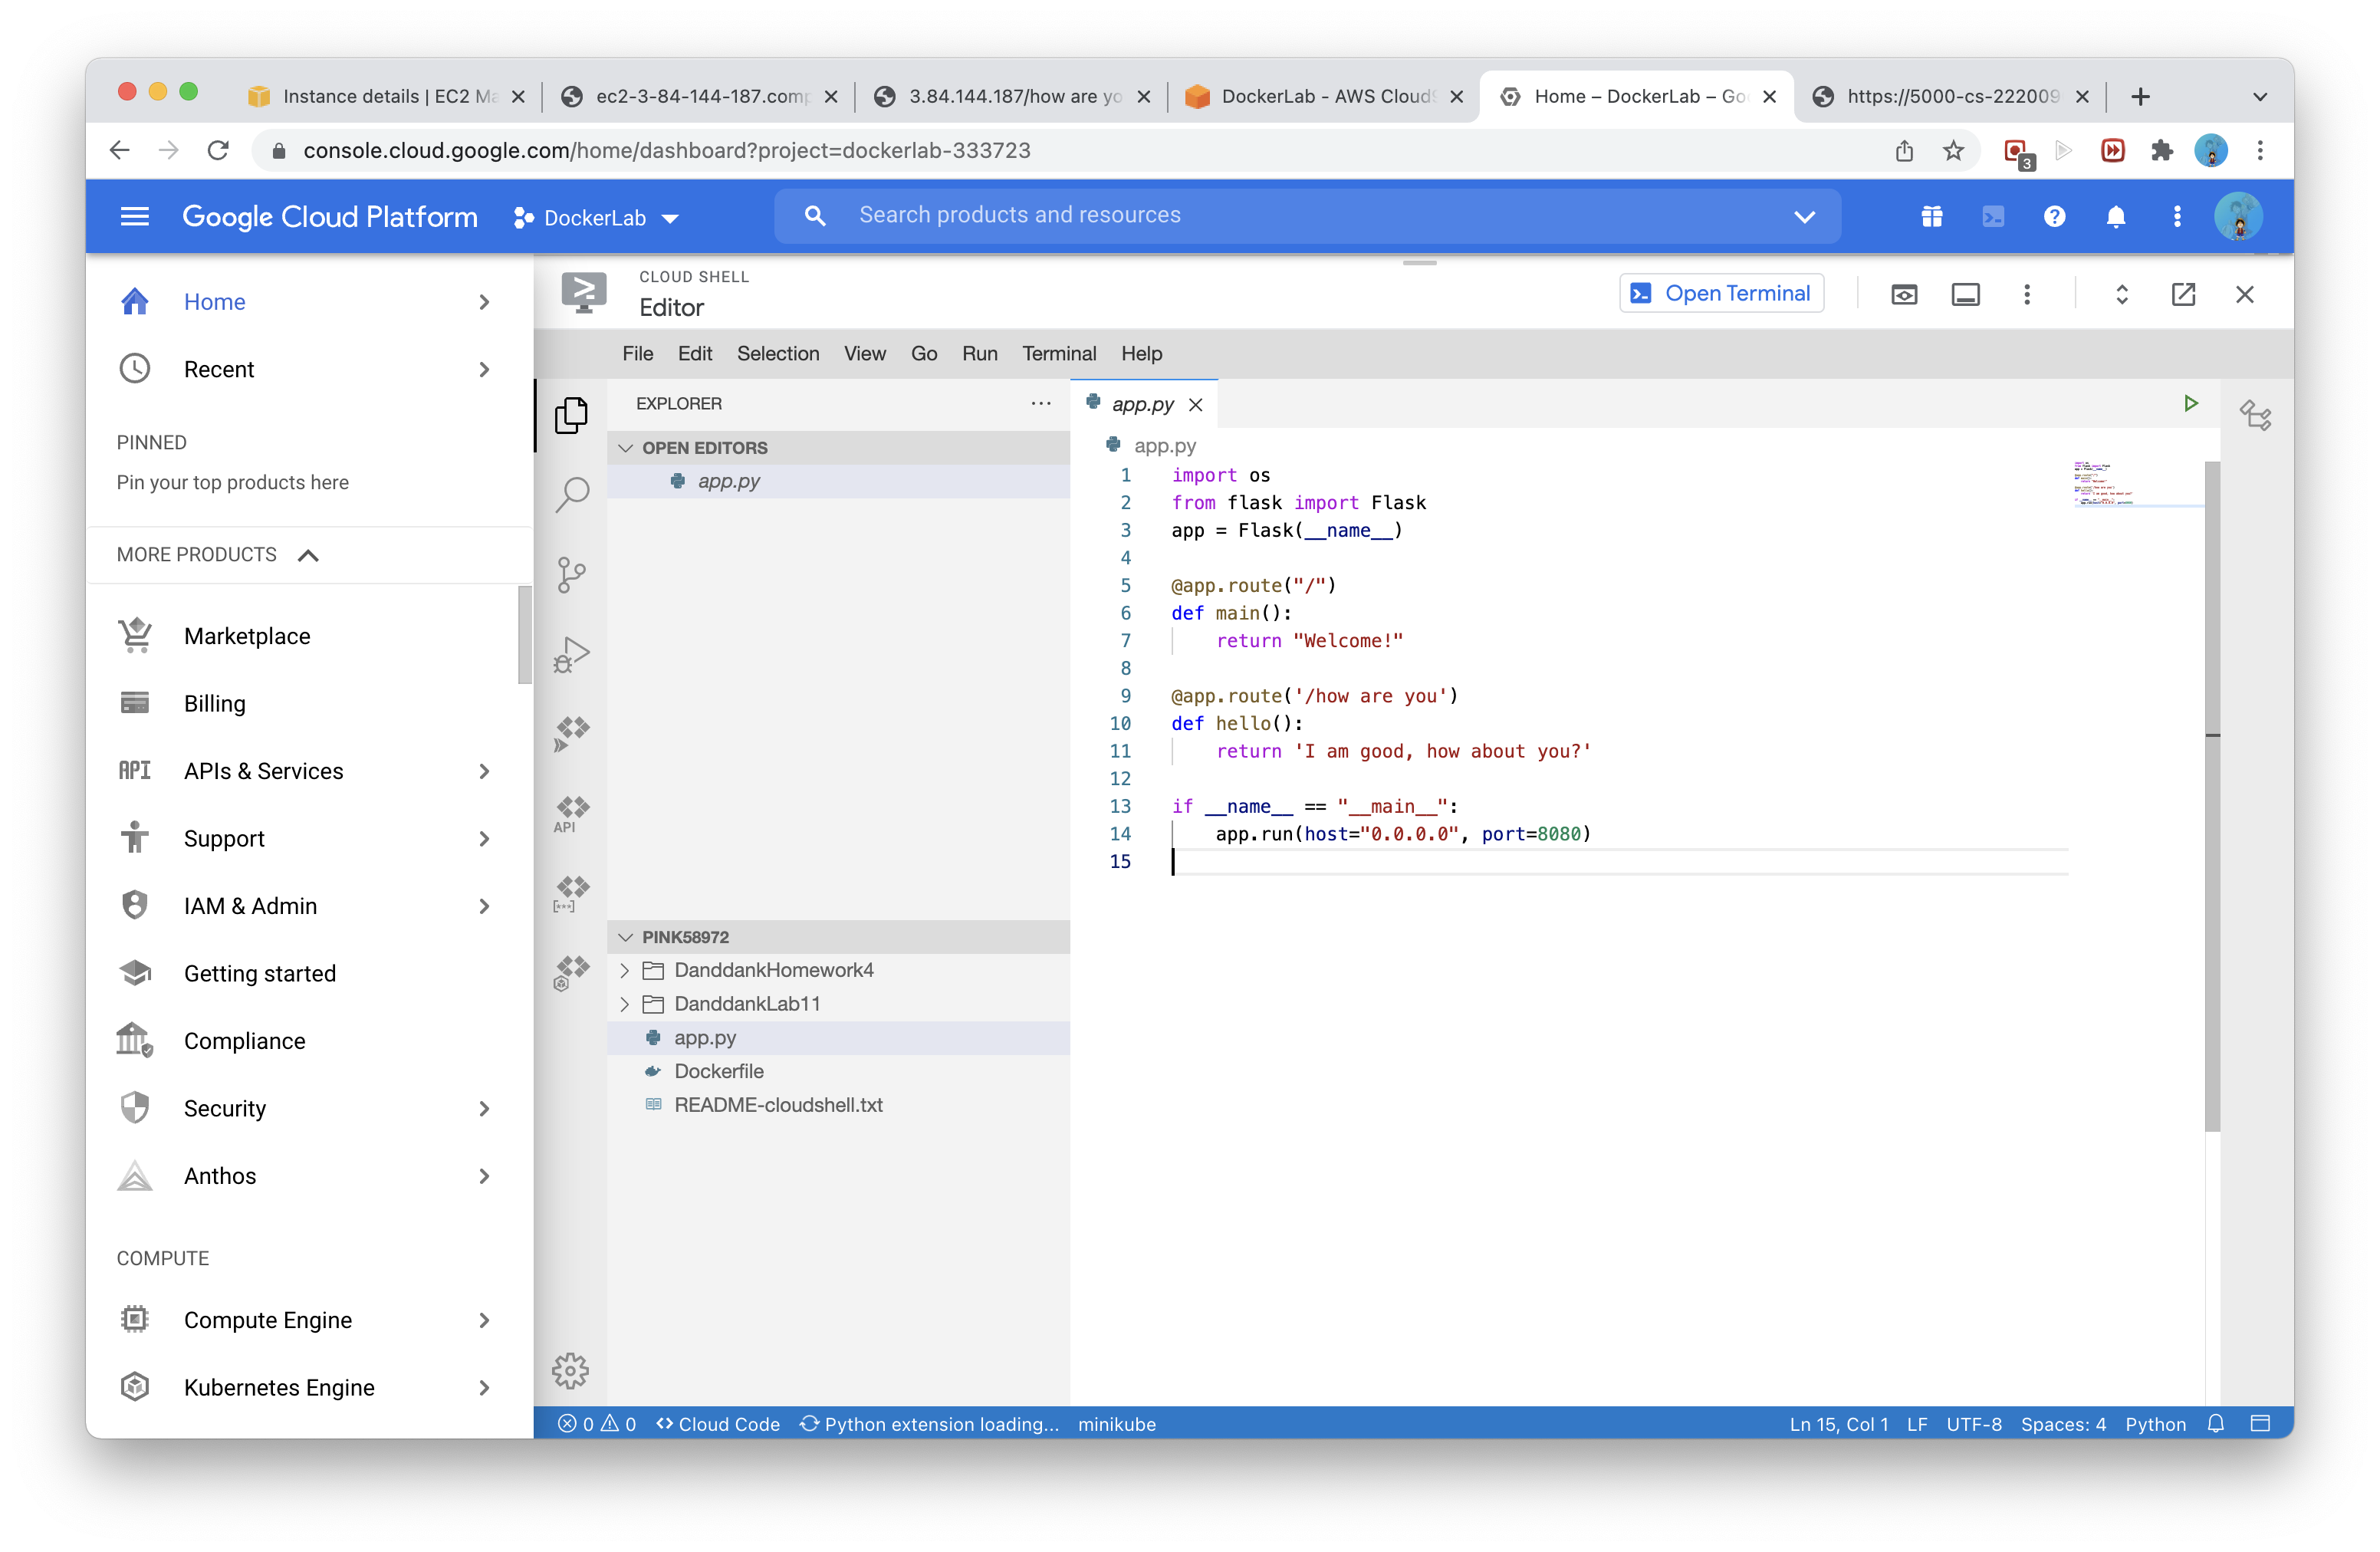 Instance details | EC2 Ma
ec2-3-84-144-187.comp
3.84.144.187/how are yo
DockerLab - AWS Cloud9
Home – DockerLab – Goo
https://5000-cs-222009
console.cloud.google.com/home/dashboard?project=dockerlab-333723
3
Google Cloud Platform
DockerLab
Search products and resources
Home
Recent
PINNED
Pin your top products here
MORE PRODUCTS
Marketplace
Billing
API
APIs & Services
Support
IAM & Admin
Getting started
Compliance
Security
Anthos
COMPUTE
Compute Engine
Kubernetes Engine
CLOUD SHELL
Editor
Open Terminal
File Edit Selection View Go Run Terminal Help
EXPLORER
OPEN EDITORS
app.py
API
PINK58972
DanddankHomework4
DanddankLab11
app.py
Dockerfile
README-cloudshell.txt
app.py
app.py
1 import os
2 from flask import Flask
3 app = Flask(__name__)
4
5 @app.route("/")
6 def main():
7 return "Welcome!"
8
9 @app.route('/how are you')
10 def hello():
11 return 'I am good, how about you?'
12
13 if __name__ == "__main__":
14 app.run(host="0.0.0.0", port=8080)
15
0 0 Cloud Code Python extension loading... minikube Ln 15, Col 1 LF UTF-8 Spaces: 4 Python